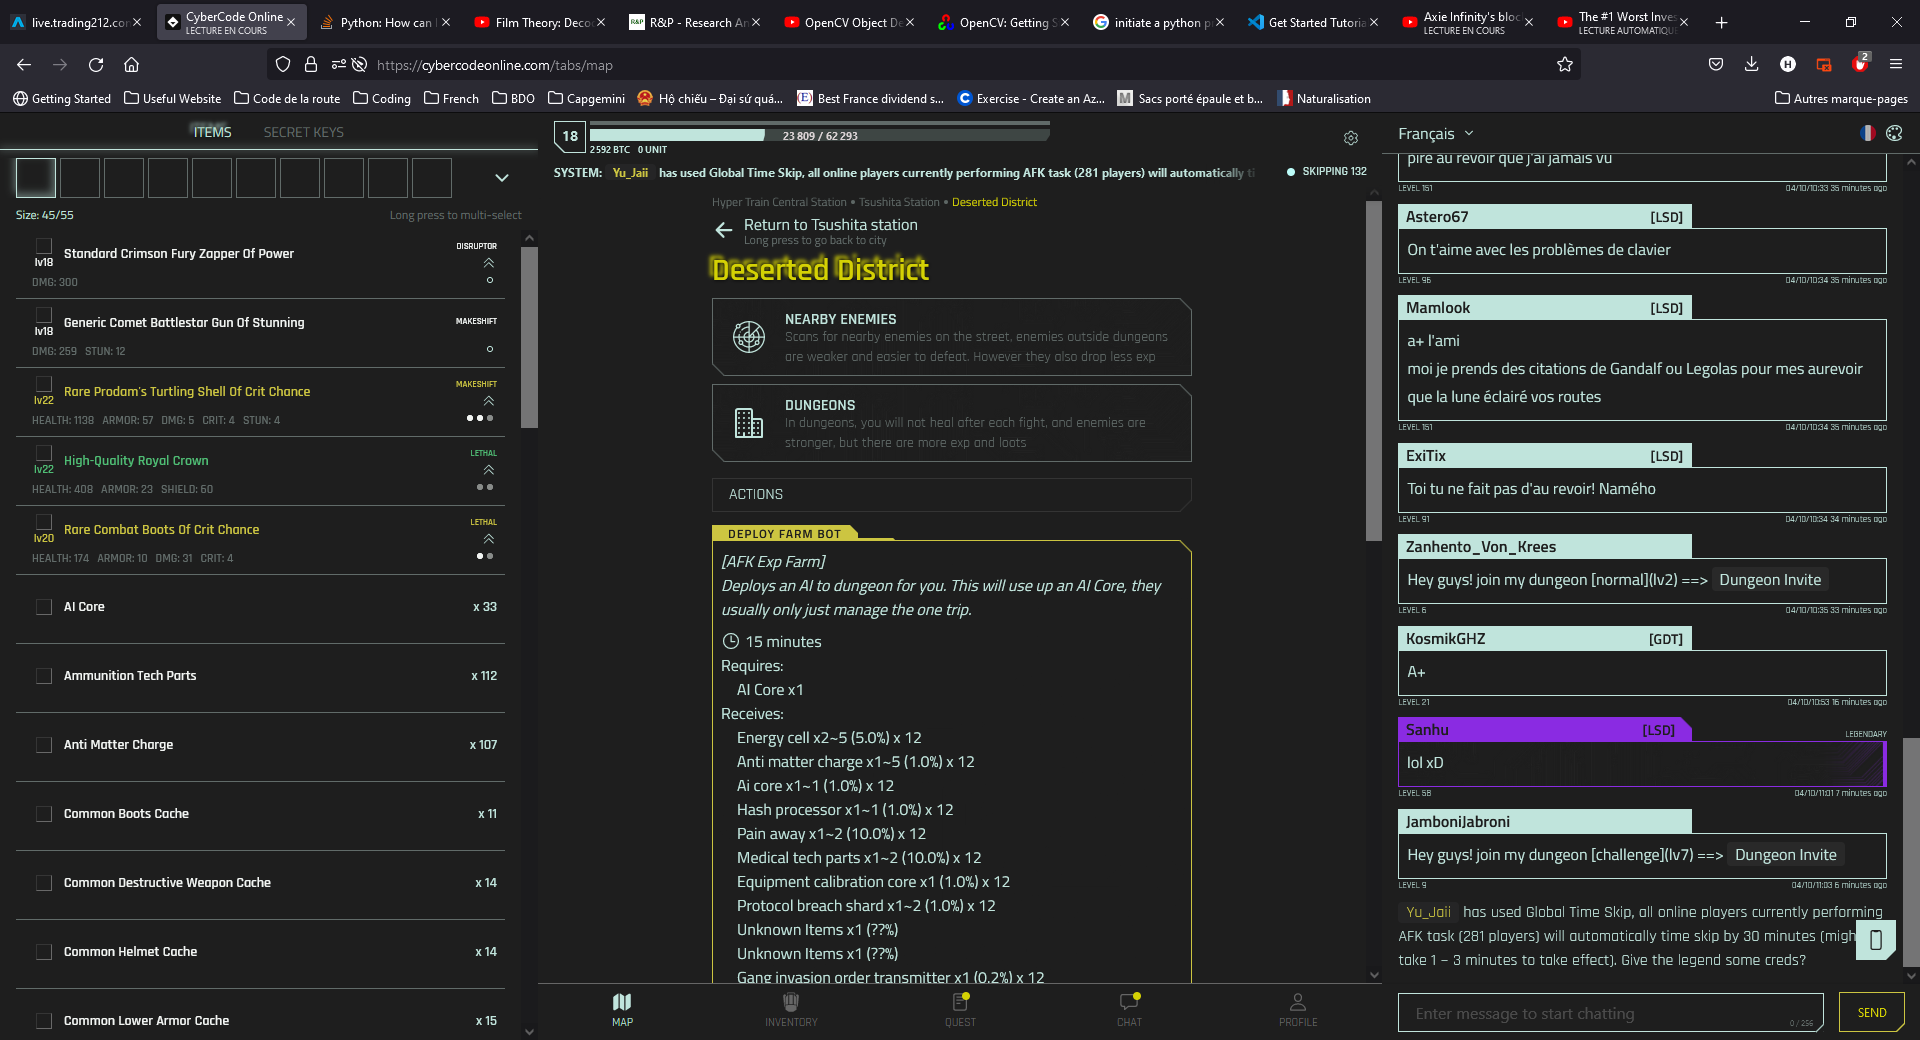 live.trading212.con
CyberCode Online
LECTURE EN COURS
Python: How can I
Film Theory: Deco
R&P - Research An
OpenCV Object De
OpenCV: Getting S
initiate a python p
Get Started Tutoria
Axie Infinity's bloc
LECTURE EN COURS
The #1 Worst Inves
LECTURE AUTOMATIQUE
https://cybercodeonline.com/tabs/map
H
2
Getting Started
Useful Website
Code de la route
Coding
French
BDO
Capgemini
Hộ chiếu – Đại sứ quá...
Best France dividend s...
Exercise - Create an Az...
Sacs porté épaule et b...
Naturalisation
Autres marque-pages
ITEMS
SECRET KEYS
Size: 45/55
Long press to multi-select
Standard Crimson Fury Zapper Of Power
DISRUPTOR
lv18
DMG: 300
Generic Comet Battlestar Gun Of Stunning
MAKESHIFT
lv18
DMG: 259 STUN: 12
Rare Prodam's Turtling Shell Of Crit Chance
MAKESHIFT
lv22
HEALTH: 1138 ARMOR: 57 DMG: 5 CRIT: 4 STUN: 4
High-Quality Royal Crown
LETHAL
lv22
HEALTH: 408 ARMOR: 23 SHIELD: 60
Rare Combat Boots Of Crit Chance
LETHAL
lv20
HEALTH: 174 ARMOR: 10 DMG: 31 CRIT: 4
AI Core x 33
Ammunition Tech Parts x 112
Anti Matter Charge x 107
Common Boots Cache x 11
Common Destructive Weapon Cache x 14
Common Helmet Cache x 14
Common Lower Armor Cache x 15
18
23 809 / 62 293
2592 BTC 0 UNIT
SYSTEM: Yu_Jaii has used Global Time Skip, all online players currently performing AFK task (281 players) will automatically ti
SKIPPING 132
Hyper Train Central Station • Tsushita Station • Deserted District
Return to Tsushita station
Long press to go back to city
Deserted District
NEARBY ENEMIES
Scans for nearby enemies on the street, enemies outside dungeons
are weaker and easier to defeat. However they also drop less exp
DUNGEONS
In dungeons, you will not heal after each fight, and enemies are
stronger, but there are more exp and loots
ACTIONS
DEPLOY FARM BOT
[AFK Exp Farm]
Deploys an AI to dungeon for you. This will use up an AI Core, they
usually only just manage the one trip.
15 minutes
Requires:
AI Core x1
Receives:
Energy cell x2~5 (5.0%) x 12
Anti matter charge x1~5 (1.0%) x 12
Ai core x1~1 (1.0%) x 12
Hash processor x1~1 (1.0%) x 12
Pain away x1~2 (10.0%) x 12
Medical tech parts x1~2 (10.0%) x 12
Equipment calibration core x1 (1.0%) x 12
Protocol breach shard x1~2 (1.0%) x 12
Unknown Items x1 (??%)
Unknown Items x1 (??%)
Gang invasion order transmitter x1 (0.2%) x 12
MAP
INVENTORY
QUEST
CHAT
PROFILE
Français
pire au revoir que j'ai jamais vu
LEVEL 151 04/10/10:33 35 minutes ago
Astero67 [LSD]
On t'aime avec les problèmes de clavier
LEVEL 96 04/10/10:34 35 minutes ago
Mamlook [LSD]
a+ l'ami
moi je prends des citations de Gandalf ou Legolas pour mes aurevoir
que la lune éclairé vos routes
LEVEL 151 04/10/10:34 35 minutes ago
ExiTix [LSD]
Toi tu ne fait pas d'au revoir! Namého
LEVEL 91 04/10/10:34 34 minutes ago
Zanhento_Von_Krees
Hey guys! join my dungeon [normal](lv2) ==> Dungeon Invite
LEVEL 6 04/10/10:35 33 minutes ago
KosmikGHZ [GDT]
A+
LEVEL 21 04/10/10:53 16 minutes ago
Sanhu [LSD]
LEGENDARY
lol xD
LEVEL 58 04/10/11:01 7 minutes ago
JamboniJabroni
Hey guys! join my dungeon [challenge](lv7) ==> Dungeon Invite
LEVEL 9 04/10/11:03 6 minutes ago
Yu_Jaii has used Global Time Skip, all online players currently performing
AFK task (281 players) will automatically time skip by 30 minutes (migh
take 1 – 3 minutes to take effect). Give the legend some creds?
Enter message to start chatting
0 / 256
SEND